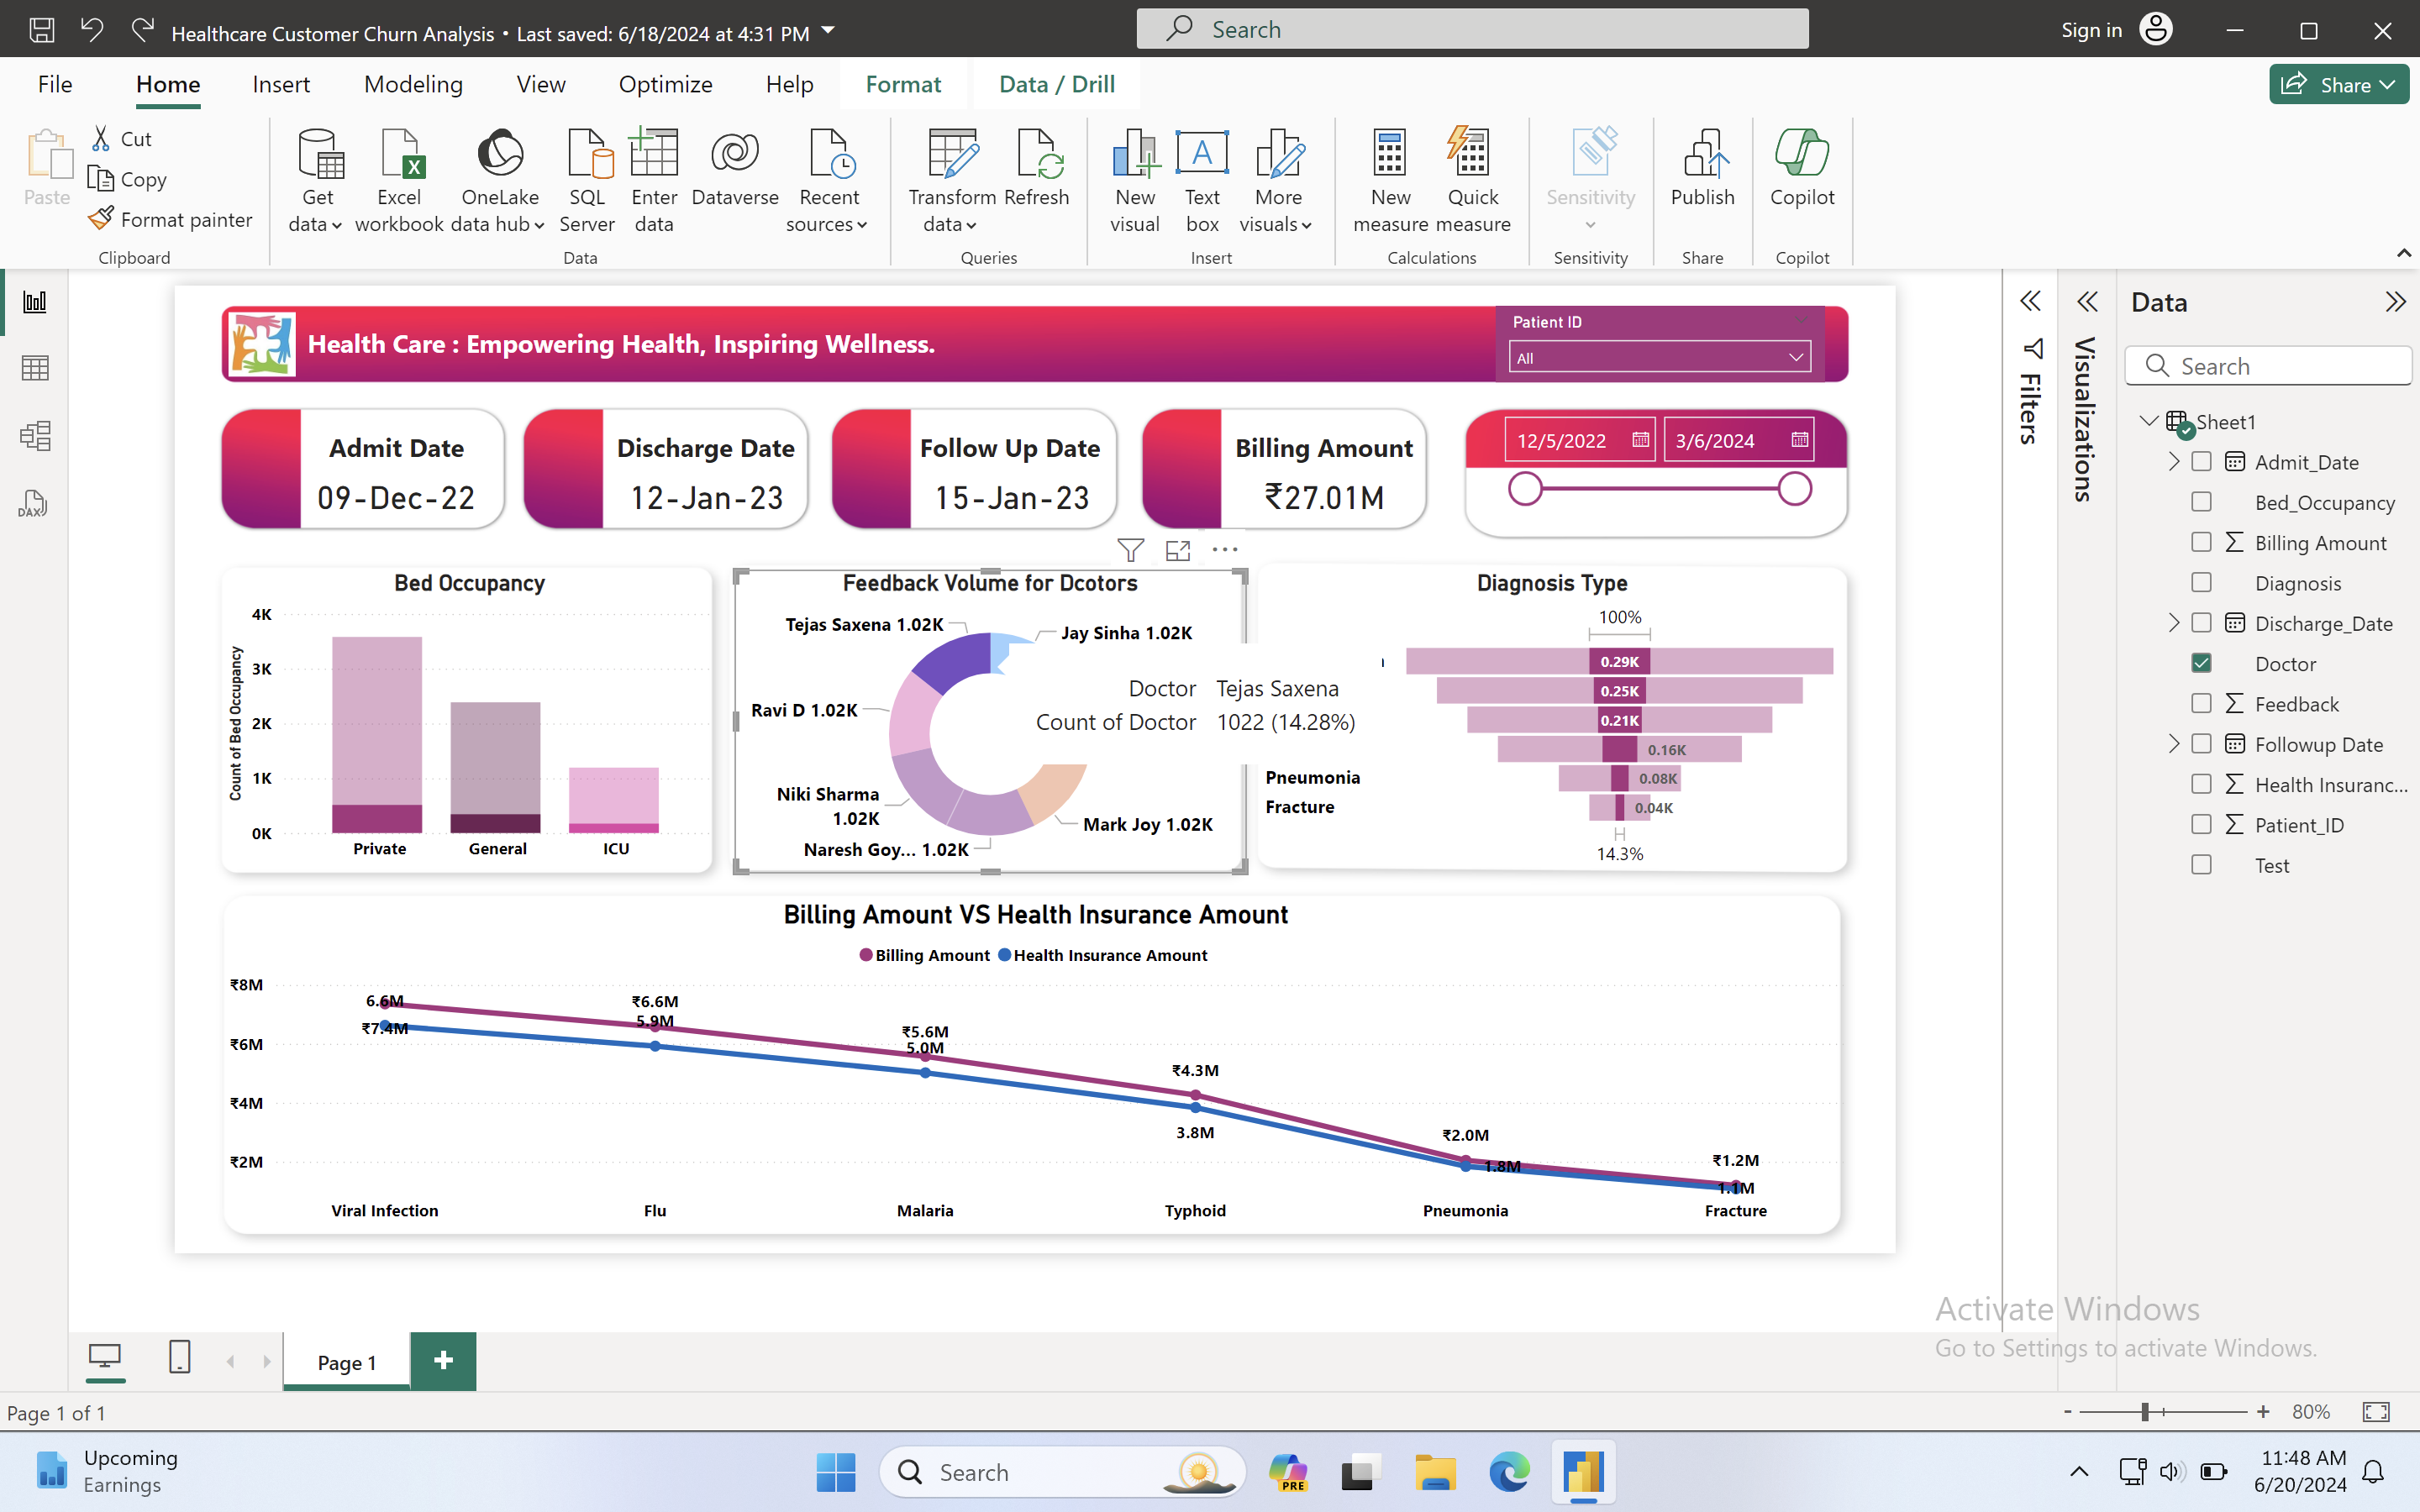 Healthcare Customer Churn Analysis • Last saved: 6/18/2024 at 4:31 PM
Search
Sign in
File Home Insert Modeling View Optimize Help Format Data / Drill
Share
Paste
Cut
Copy
Format painter
Clipboard
Get data
Excel workbook
OneLake data hub
SQL Server
Enter data
Dataverse
Recent sources
Data
Transform data
Refresh
Queries
New visual
Text box
More visuals
Insert
New measure
Quick measure
Calculations
Sensitivity
Sensitivity
Publish
Share
Copilot
Copilot
DAX
Health Care : Empowering Health, Inspiring Wellness.
Patient ID
All
Admit Date
09-Dec-22
Discharge Date
12-Jan-23
Follow Up Date
15-Jan-23
Billing Amount
₹27.01M
12/5/2022
3/6/2024
Bed Occupancy
Count of Bed Occupancy
4K
3K
2K
1K
0K
Private
General
ICU
Feedback Volume for Dcotors
Tejas Saxena 1.02K
Jay Sinha 1.02K
Ravi D 1.02K
Niki Sharma
1.02K
Naresh Goy... 1.02K
Mark Joy 1.02K
Doctor Tejas Saxena
Count of Doctor 1022 (14.28%)
Diagnosis Type
100%
0.29K
0.25K
0.21K
0.16K
Pneumonia 0.08K
Fracture 0.04K
14.3%
Billing Amount VS Health Insurance Amount
Billing Amount Health Insurance Amount
₹8M
₹6M
₹4M
₹2M
6.6M
₹7.4M
₹6.6M
5.9M
₹5.6M
5.0M
₹4.3M
3.8M
₹2.0M
1.8M
₹1.2M
1.1M
Viral Infection
Flu
Malaria
Typhoid
Pneumonia
Fracture
Filters
Visualizations
Data
Search
Sheet1
Admit_Date
Bed_Occupancy
Billing Amount
Diagnosis
Discharge_Date
Doctor
Feedback
Followup Date
Health Insuranc...
Patient_ID
Test
Activate Windows
Go to Settings to activate Windows.
Page 1
Page 1 of 1
- + 80%
Upcoming
Earnings
Search
PRE
11:48 AM
6/20/2024